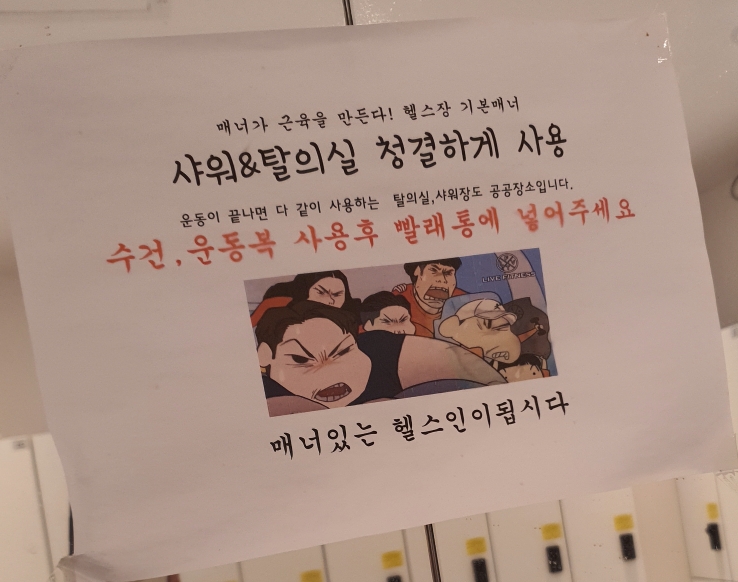 매너가 근육을 만든다! 헬스장 기본매너
샤워&탈의실 청결하게 사용
운동이 끝나면 다 같이 사용하는 탈의실,샤워장도 공공장소입니다.
수건,운동복 사용후 빨래통에 넣어주세요
LIVE FITNESS
매너있는 헬스인이됩시다